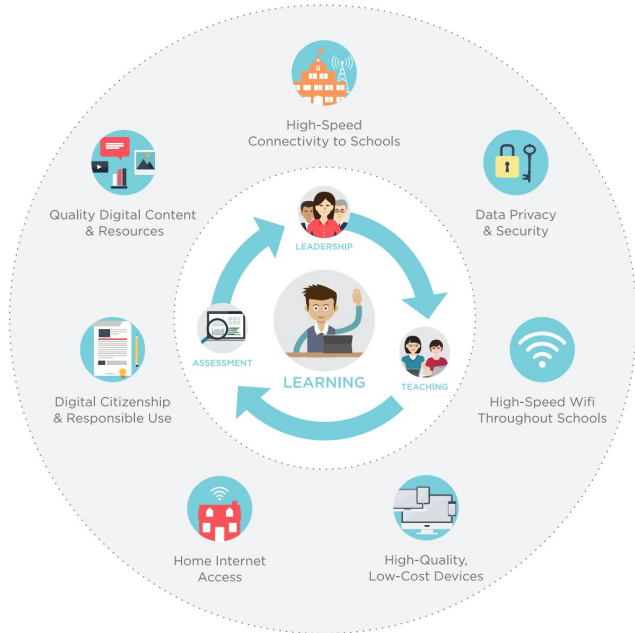 High-Speed
Connectivity to Schools
Quality Digital Content
& Resources
Data Privacy
& Security
LEADERSHIP
ASSESSMENT
LEARNING
TEACHING
Digital Citizenship
& Responsible Use
High-Speed Wifi
Throughout Schools
Home Internet
Access
High-Quality,
Low-Cost Devices